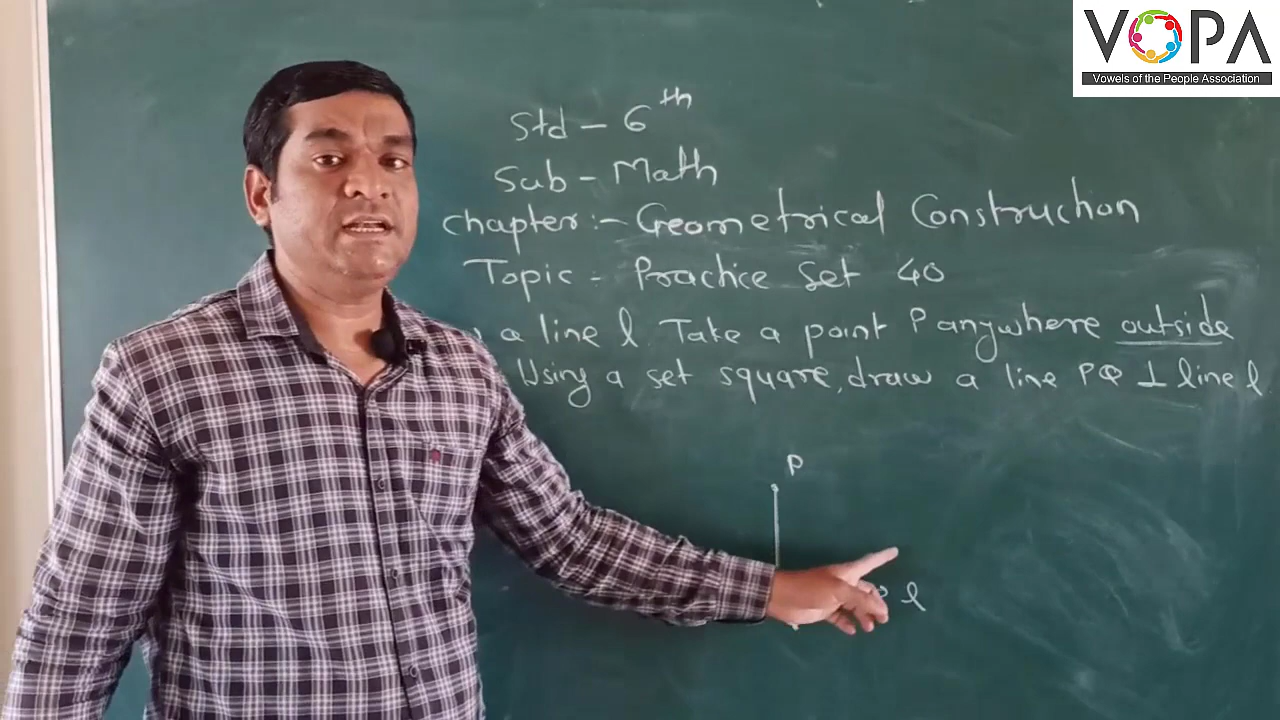 VOPA
Vowels of the People Association
Std - 6th
Sub - Math
Chapter:- Geometrical Construction
Topic - Practice Set 40
a line l. Take a point P anywhere outside
Using a set square, draw a line PQ ⊥ line l
P
l